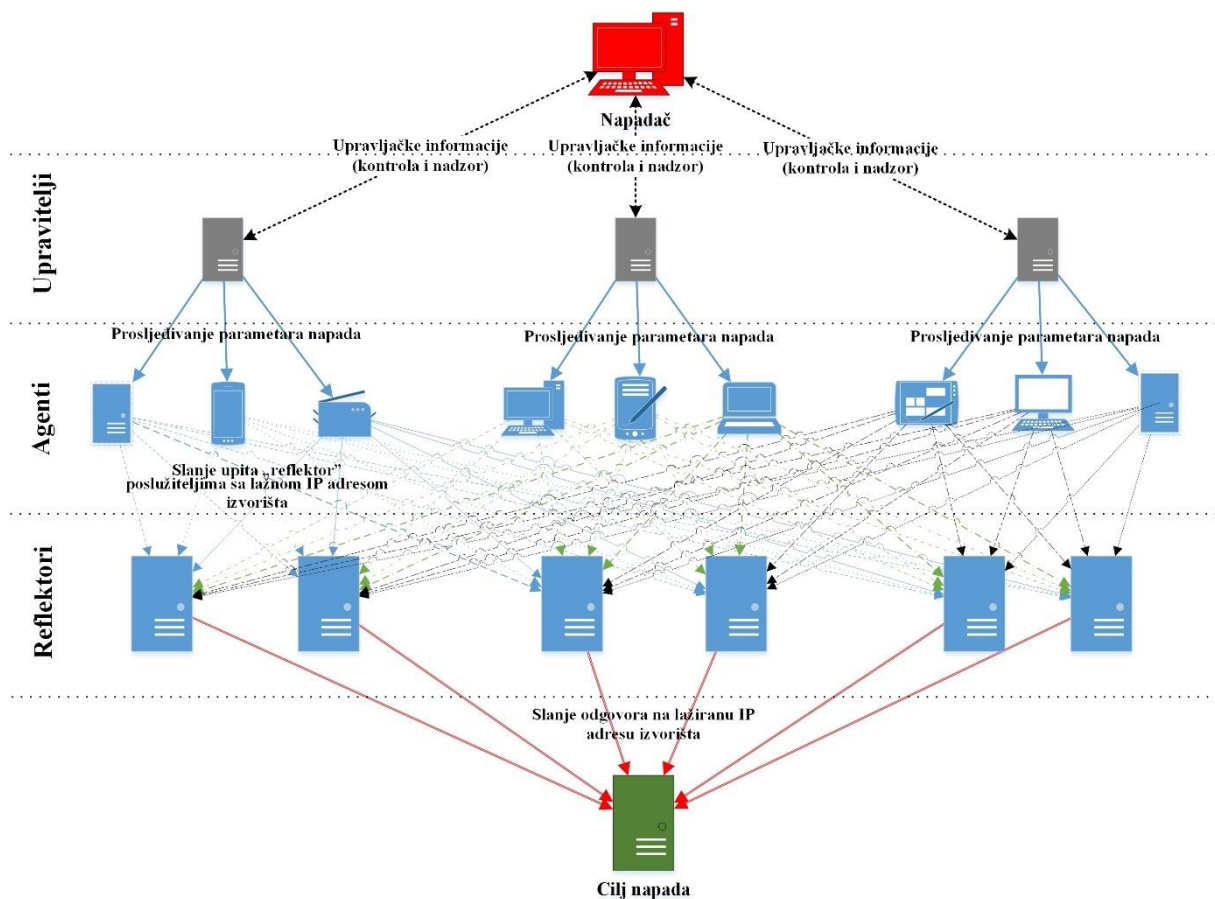 Napadač
Upravljačke informacije
(kontrola i nadzor)
Upravljačke informacije
(kontrola i nadzor)
Upravljačke informacije
(kontrola i nadzor)
Upravitelji
Prosljeđivanje parametara napada
Prosljeđivanje parametara napada
Prosljeđivanje parametara napada
Agenti
Slanje upita „reflektor”
poslužiteljima sa lažnom IP adresom
izvorišta
Reflektori
Slanje odgovora na lažiranu IP
adresu izvorišta
Cilj napada